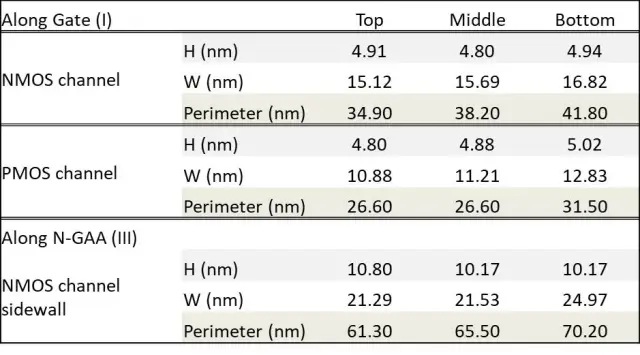 Along Gate (I) Top Middle Bottom
H (nm) 4.91 4.80 4.94
NMOS channel W (nm) 15.12 15.69 16.82
Perimeter (nm) 34.90 38.20 41.80
H (nm) 4.80 4.88 5.02
PMOS channel W (nm) 10.88 11.21 12.83
Perimeter (nm) 26.60 26.60 31.50
Along N-GAA (III)
H (nm) 10.80 10.17 10.17
NMOS channel
sidewall
W (nm) 21.29 21.53 24.97
Perimeter (nm) 61.30 65.50 70.20